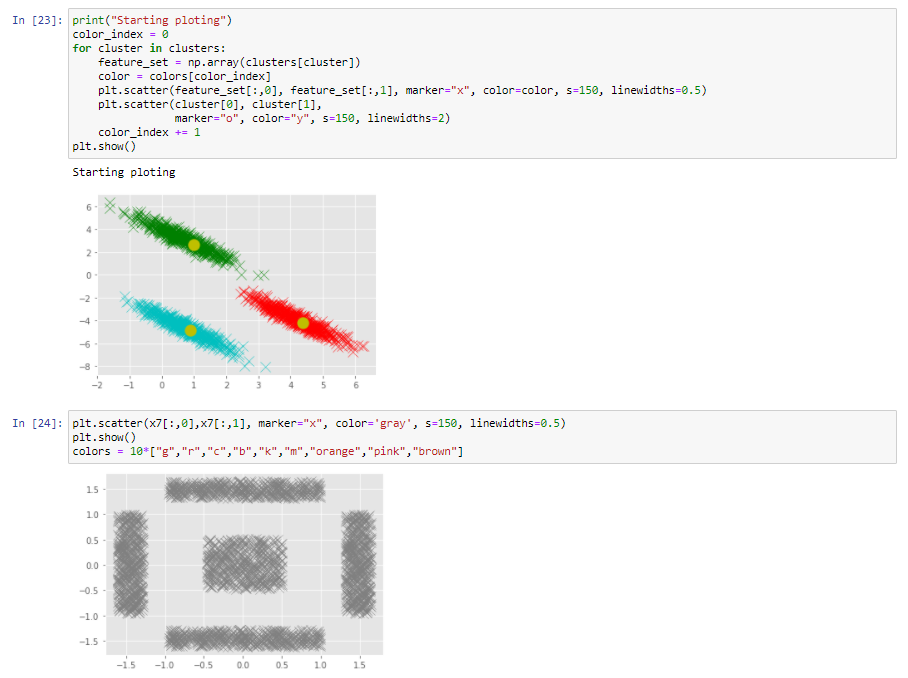 In [23]: print("Starting ploting")
color_index = 0
for cluster in clusters:
    feature_set = np.array(clusters[cluster])
    color = colors[color_index]
    plt.scatter(feature_set[:,0], feature_set[:,1], marker="x", color=color, s=150, linewidths=0.5)
    plt.scatter(cluster[0], cluster[1],
                marker="o", color="y", s=150, linewidths=2)
    color_index += 1
plt.show()
Starting ploting
6
4
2
0
−2
−4
−6
−8
−2 −1 0 1 2 3 4 5 6
In [24]: plt.scatter(x7[:,0],x7[:,1], marker="x", color='gray', s=150, linewidths=0.5)
plt.show()
colors = 10*["g","r","c","b","k","m","orange","pink","brown"]
1.5
1.0
0.5
0.0
−0.5
−1.0
−1.5
−1.5 −1.0 −0.5 0.0 0.5 1.0 1.5